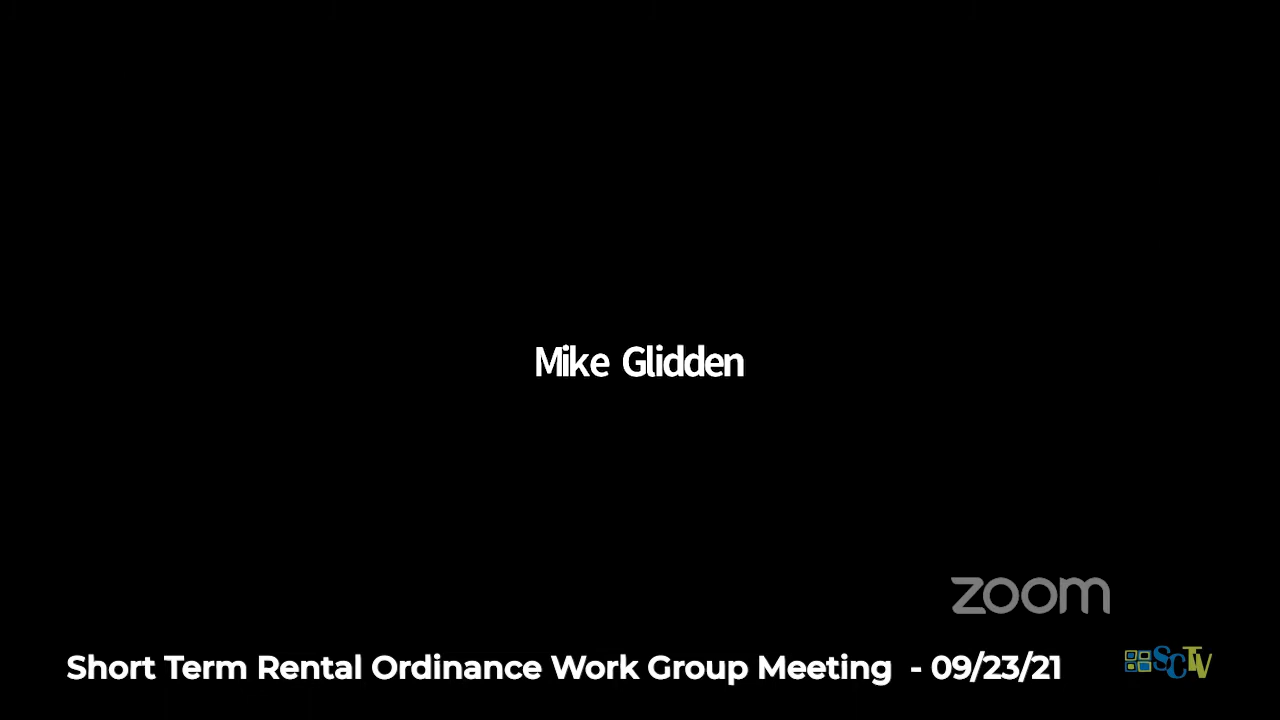 Mike Glidden
zoom
Short Term Rental Ordinance Work Group Meeting - 09/23/21
SCTV